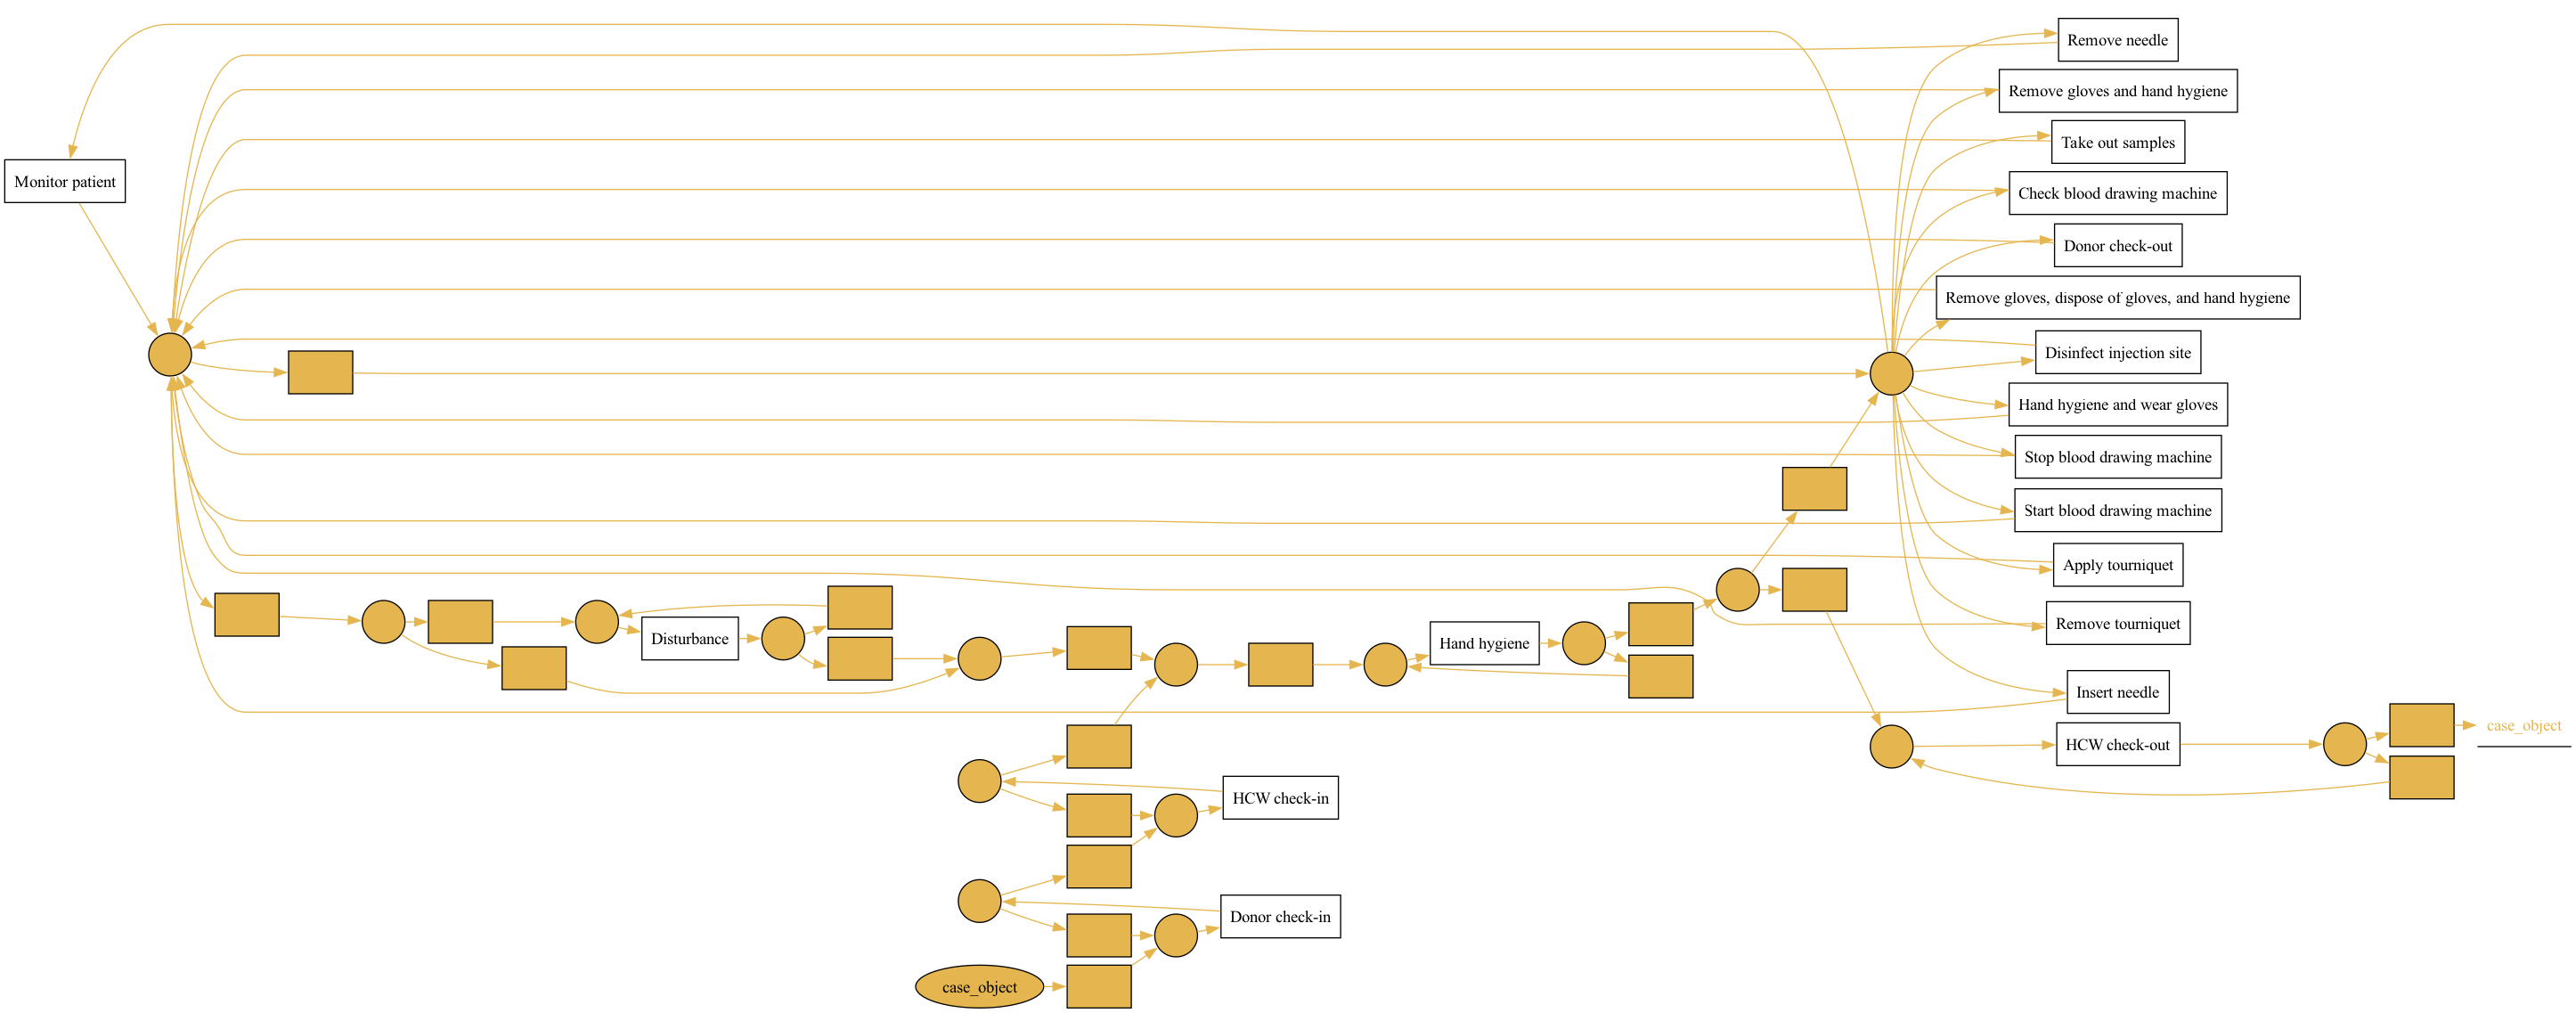 Remove needle
Remove gloves and hand hygiene
Take out samples
Monitor patient
Check blood drawing machine
Donor check-out
Remove gloves, dispose of gloves, and hand hygiene
Disinfect injection site
Hand hygiene and wear gloves
Stop blood drawing machine
Start blood drawing machine
Apply tourniquet
Remove tourniquet
Disturbance
Hand hygiene
Insert needle
case_object
HCW check-out
HCW check-in
Donor check-in
case_object